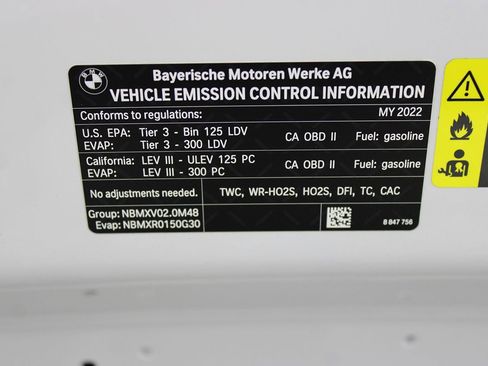 BMW
Bayerische Motoren Werke AG
VEHICLE EMISSION CONTROL INFORMATION
Conforms to regulations: MY 2022
U.S. EPA: Tier 3 - Bin 125 LDV CA OBD II Fuel: gasoline
EVAP: Tier 3 - 300 LDV
California: LEV III - ULEV 125 PC CA OBD II Fuel: gasoline
EVAP: LEV III - 300 PC
No adjustments needed. TWC, WR-HO2S, HO2S, DFI, TC, CAC
Group: NBMXV02.0M48
Evap: NBMXR0150G30
8 847 756